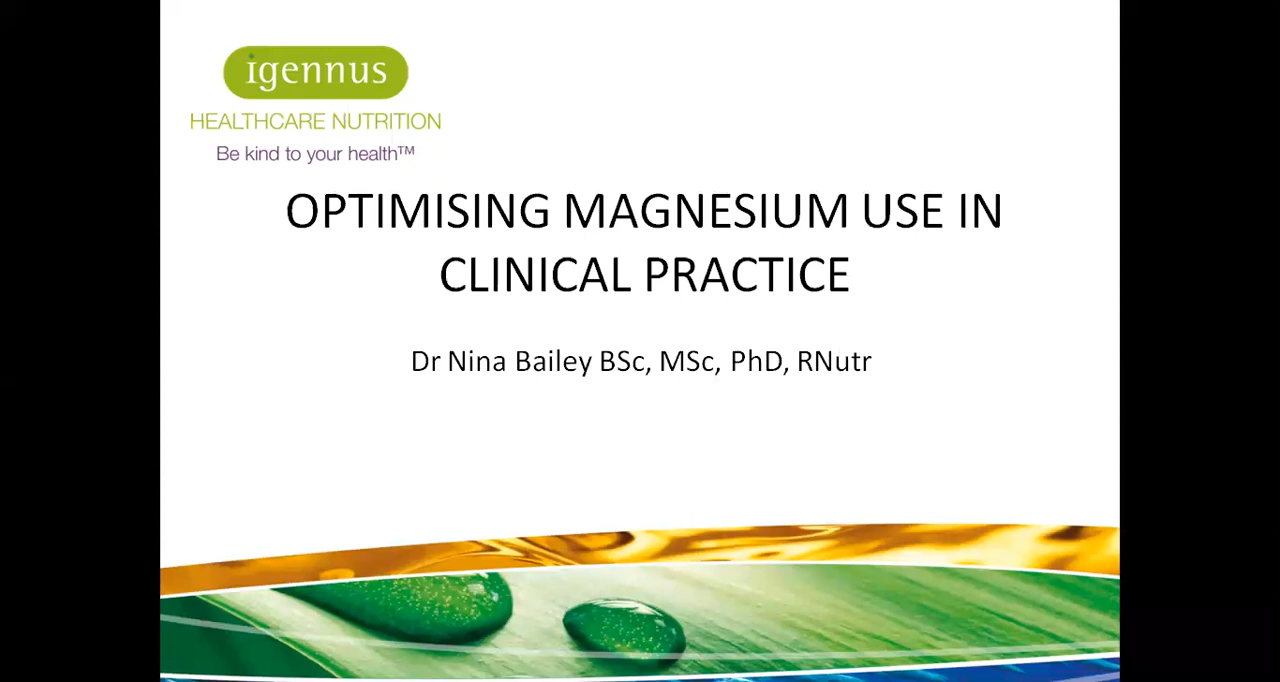 igennus
HEALTHCARE NUTRITION
Be kind to your health™
OPTIMISING MAGNESIUM USE IN
CLINICAL PRACTICE
Dr Nina Bailey BSc, MSc, PhD, RNutr